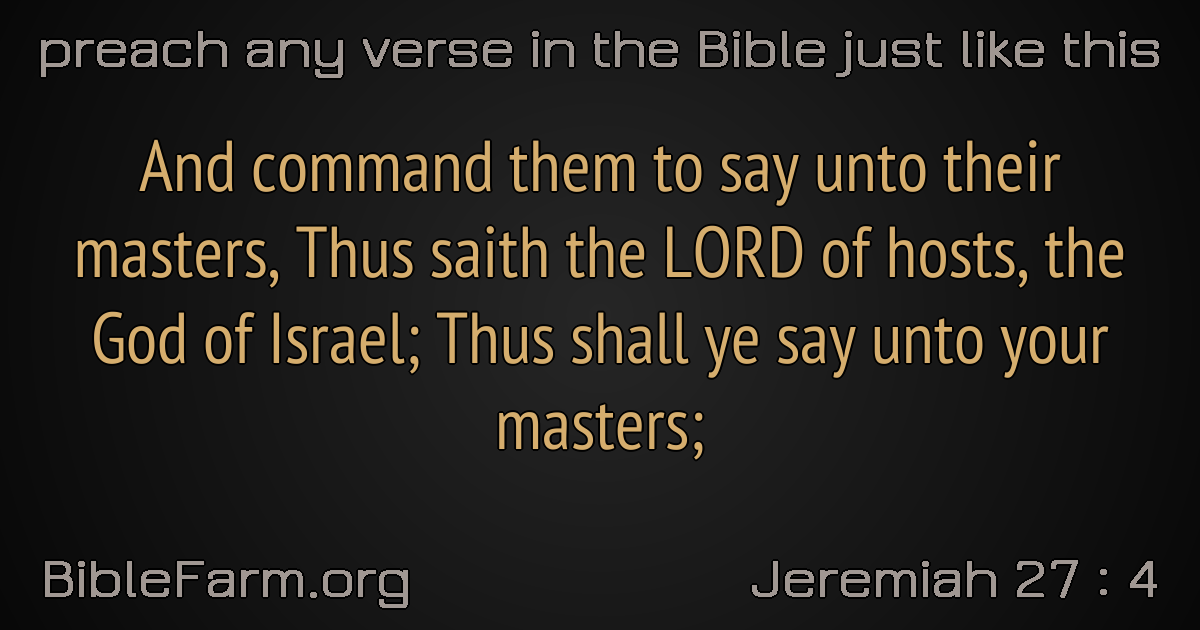 preach any verse in the Bible just like this
And command them to say unto their
masters, Thus saith the LORD of hosts, the
God of Israel; Thus shall ye say unto your
masters;
BibleFarm.org
Jeremiah 27 : 4